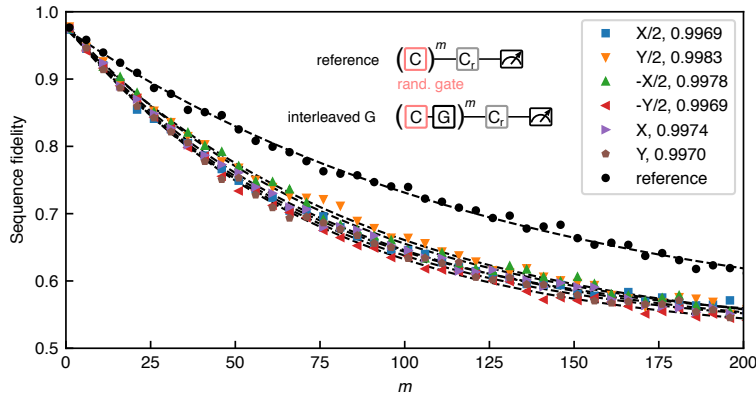 1.0
0.9
0.8
0.7
0.6
0.5
Sequence fidelity
0
25
50
75
100
125
150
175
200
m
reference ( C )^m C_r
rand. gate
interleaved G ( C G )^m C_r
X/2, 0.9969
Y/2, 0.9983
-X/2, 0.9978
-Y/2, 0.9969
X, 0.9974
Y, 0.9970
reference